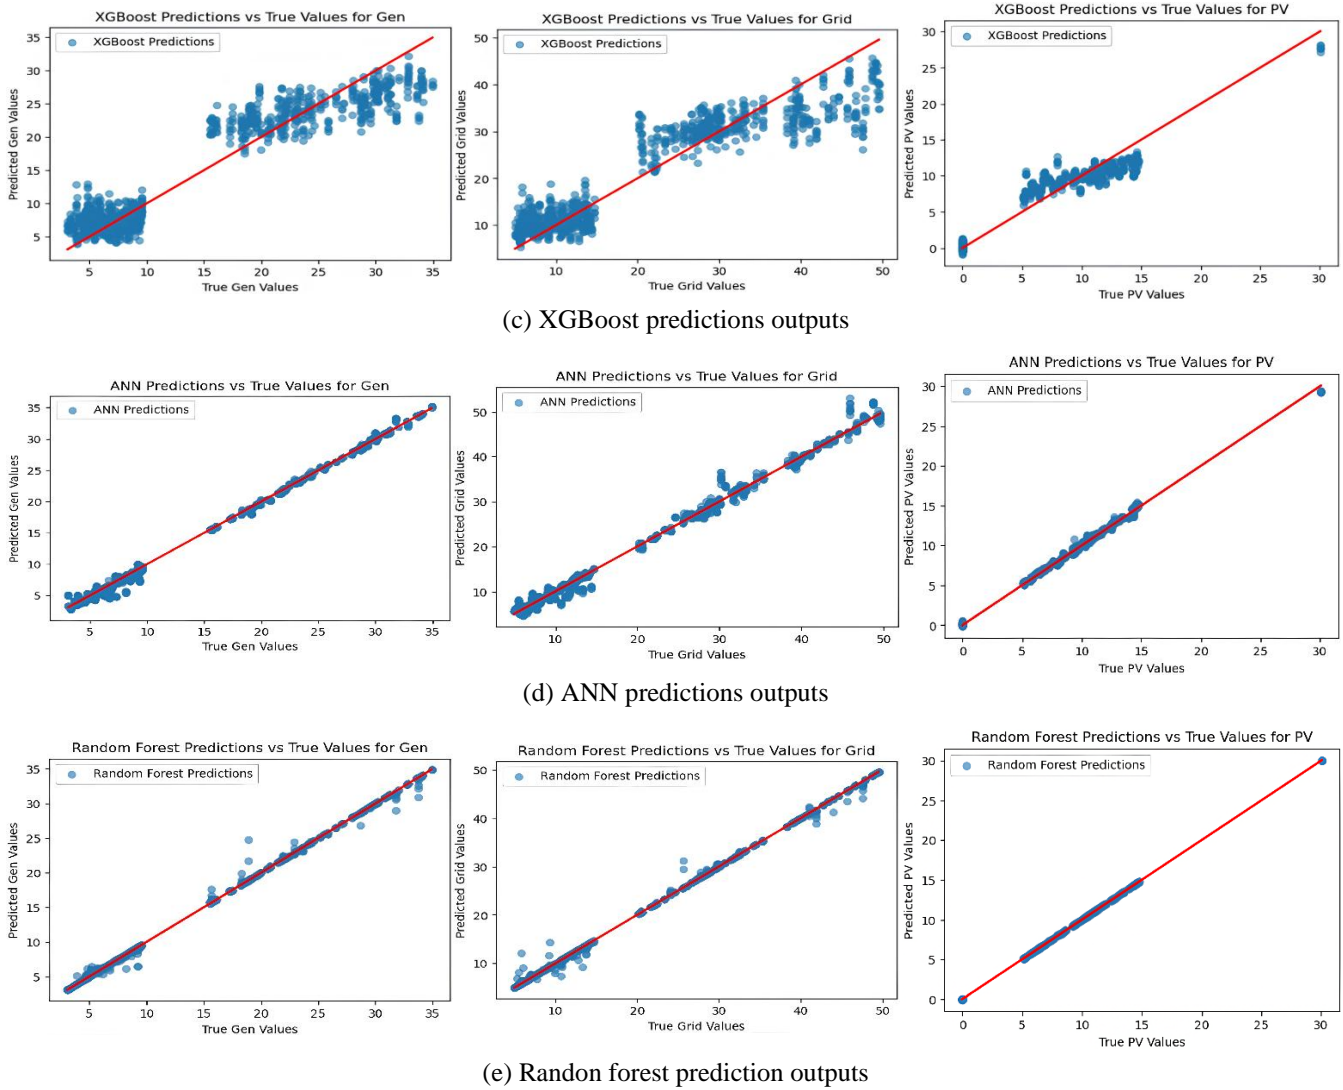 XGBoost Predictions vs True Values for Gen
XGBoost Predictions vs True Values for Grid
XGBoost Predictions vs True Values for PV
XGBoost Predictions
XGBoost Predictions
XGBoost Predictions
Predicted Gen Values
35
30
25
20
15
10
5
5 10 15 20 25 30 35
True Gen Values
Predicted Grid Values
50
40
30
20
10
10 20 30 40 50
True Grid Values
Predicted PV Values
30
25
20
15
10
5
0
0 5 10 15 20 25 30
True PV Values
(c) XGBoost predictions outputs
ANN Predictions vs True Values for Gen
ANN Predictions vs True Values for Grid
ANN Predictions vs True Values for PV
ANN Predictions
ANN Predictions
ANN Predictions
Predicted Gen Values
35
30
25
20
15
10
5
5 10 15 20 25 30 35
True Gen Values
Predicted Grid Values
50
40
30
20
10
10 20 30 40 50
True Grid Values
Predicted PV Values
30
25
20
15
10
5
0
0 5 10 15 20 25 30
True PV Values
(d) ANN predictions outputs
Random Forest Predictions vs True Values for Gen
Random Forest Predictions vs True Values for Grid
Random Forest Predictions vs True Values for PV
Random Forest Predictions
Random Forest Predictions
Random Forest Predictions
Predicted Gen Values
35
30
25
20
15
10
5
5 10 15 20 25 30 35
True Gen Values
Predicted Grid Values
50
40
30
20
10
10 20 30 40 50
True Grid Values
Predicted PV Values
30
25
20
15
10
5
0
0 5 10 15 20 25 30
True PV Values
(e) Randon forest prediction outputs